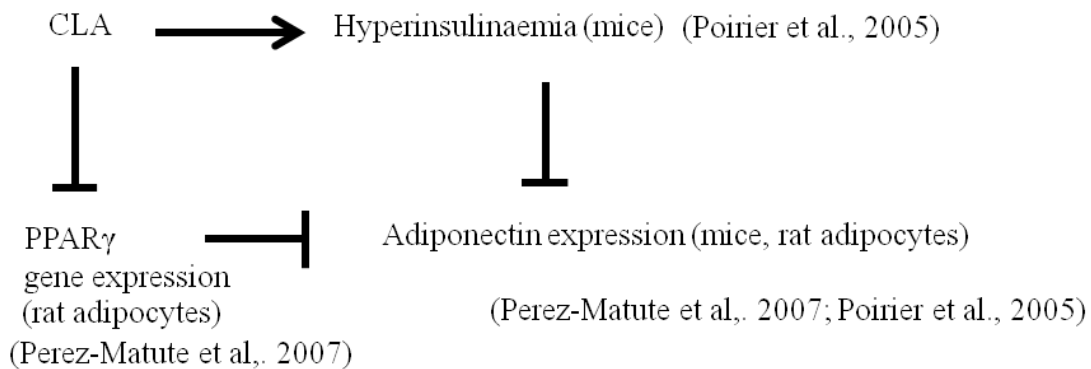 CLA
Hyperinsulinaemia (mice) (Poirier et al., 2005)
PPARγ
gene expression
(rat adipocytes)
(Perez-Matute et al,. 2007)
Adiponectin expression (mice, rat adipocytes)
(Perez-Matute et al,. 2007; Poirier et al., 2005)